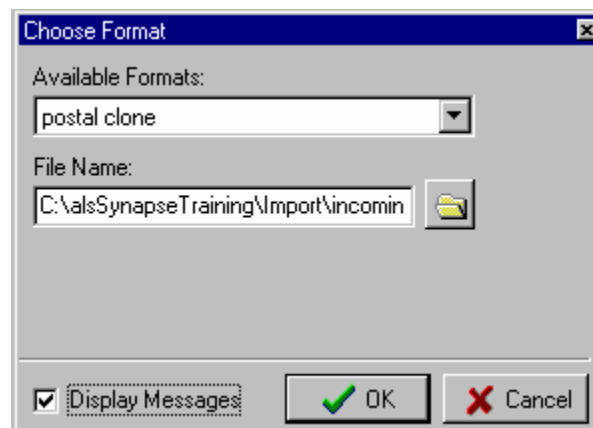 Choose Format
Available Formats:
postal clone
File Name:
C:\alsSynapseTraining\Import\incomin
Display Messages
OK
Cancel